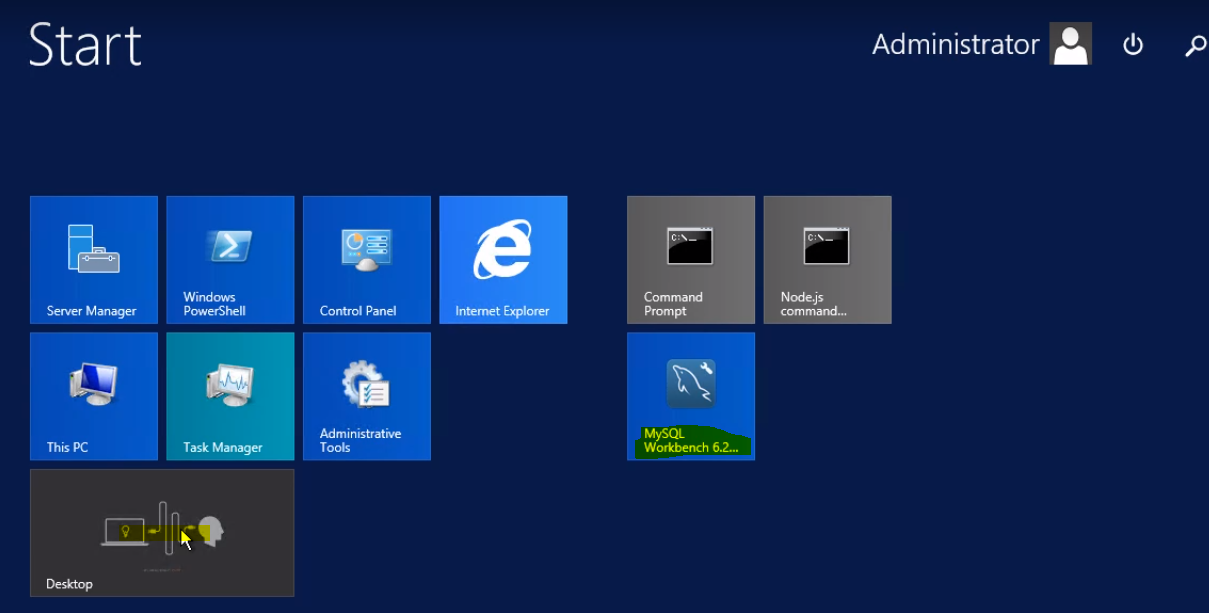 Start
Administrator
Server Manager
Windows
PowerShell
Control Panel
Internet Explorer
C:\
Command
Prompt
C:\
Node.js
command...
This PC
Task Manager
Administrative
Tools
MySQL
Workbench 6.2...
Desktop